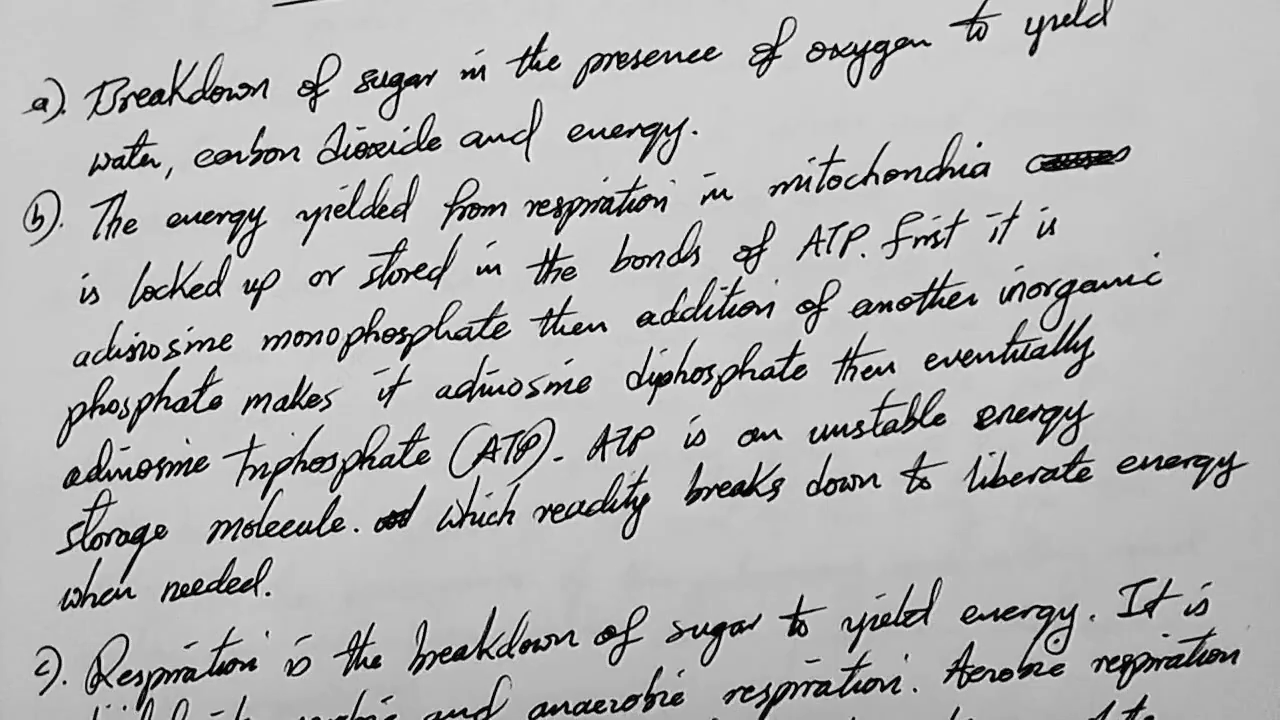 a). Breakdown of sugar in the presence of oxygen to yield
water, carbon dioxide and energy.
b). The energy yielded from respiration in mitochondria
is locked up or stored in the bonds of ATP. first it is
adinosine monophosphate then addition of another inorganic
phosphate makes it adinosine diphosphate then eventually
adinosine triphosphate (ATP). ATP is an unstable energy
storage molecule. which readity breaks down to liberate energy
when needed.
c). Respiration is the breakdown of sugar to yield energy. It is
and anaerobic respiration. Aerobic respiration